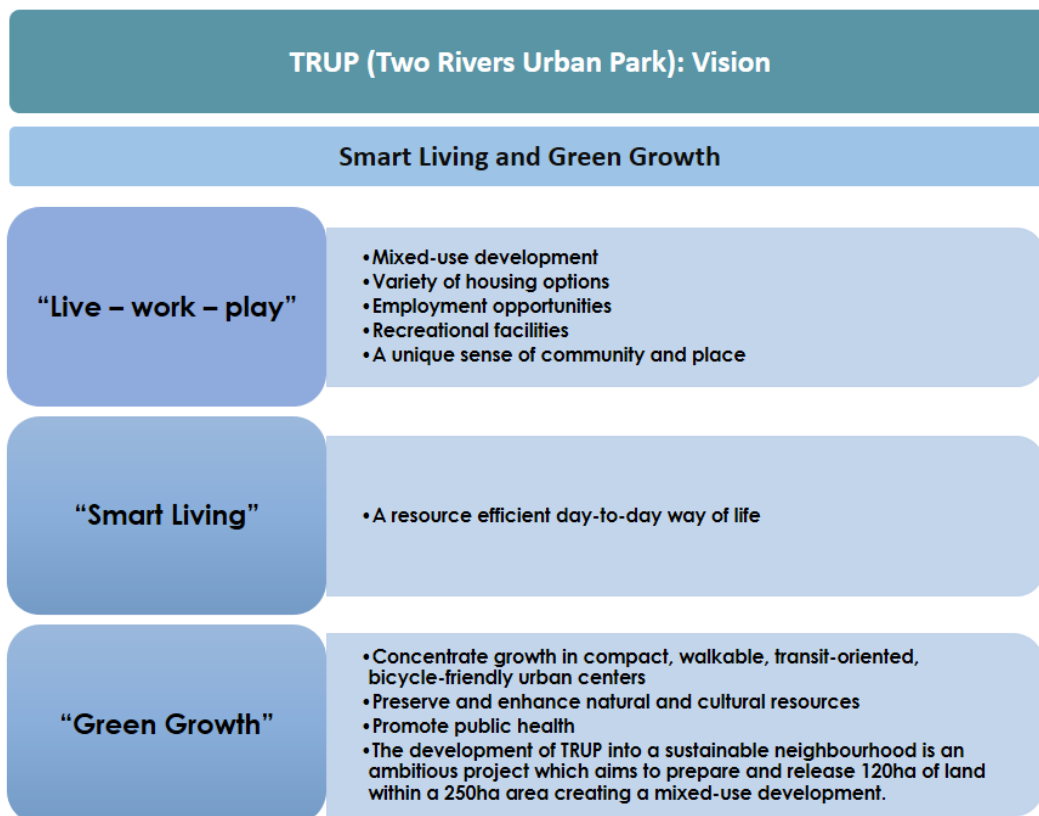 TRUP (Two Rivers Urban Park): Vision
Smart Living and Green Growth
“Live – work – play”
•Mixed-use development
•Variety of housing options
•Employment opportunities
•Recreational facilities
•A unique sense of community and place
“Smart Living”
•A resource efficient day-to-day way of life
“Green Growth”
•Concentrate growth in compact, walkable, transit-oriented,
bicycle-friendly urban centers
•Preserve and enhance natural and cultural resources
•Promote public health
•The development of TRUP into a sustainable neighbourhood is an
ambitious project which aims to prepare and release 120ha of land
within a 250ha area creating a mixed-use development.